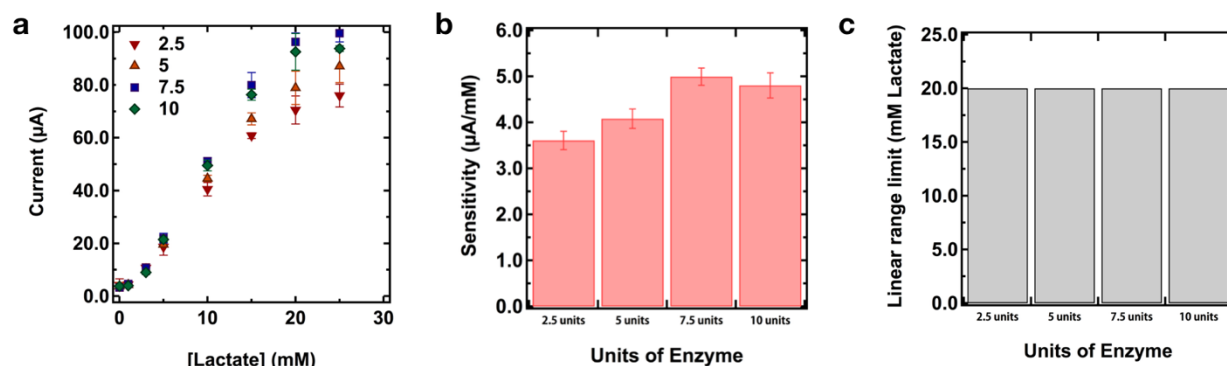 a
100.0
80.0
60.0
40.0
20.0
0.0
Current (µA)
2.5
5
7.5
10
0
10
20
30
[Lactate] (mM)
b
6.0
5.0
4.0
3.0
2.0
1.0
0.0
Sensitivity (µA/mM)
2.5 units
5 units
7.5 units
10 units
Units of Enzyme
c
25.0
20.0
15.0
10.0
5.0
0.0
Linear range limit (mM Lactate)
2.5 units
5 units
7.5 units
10 units
Units of Enzyme